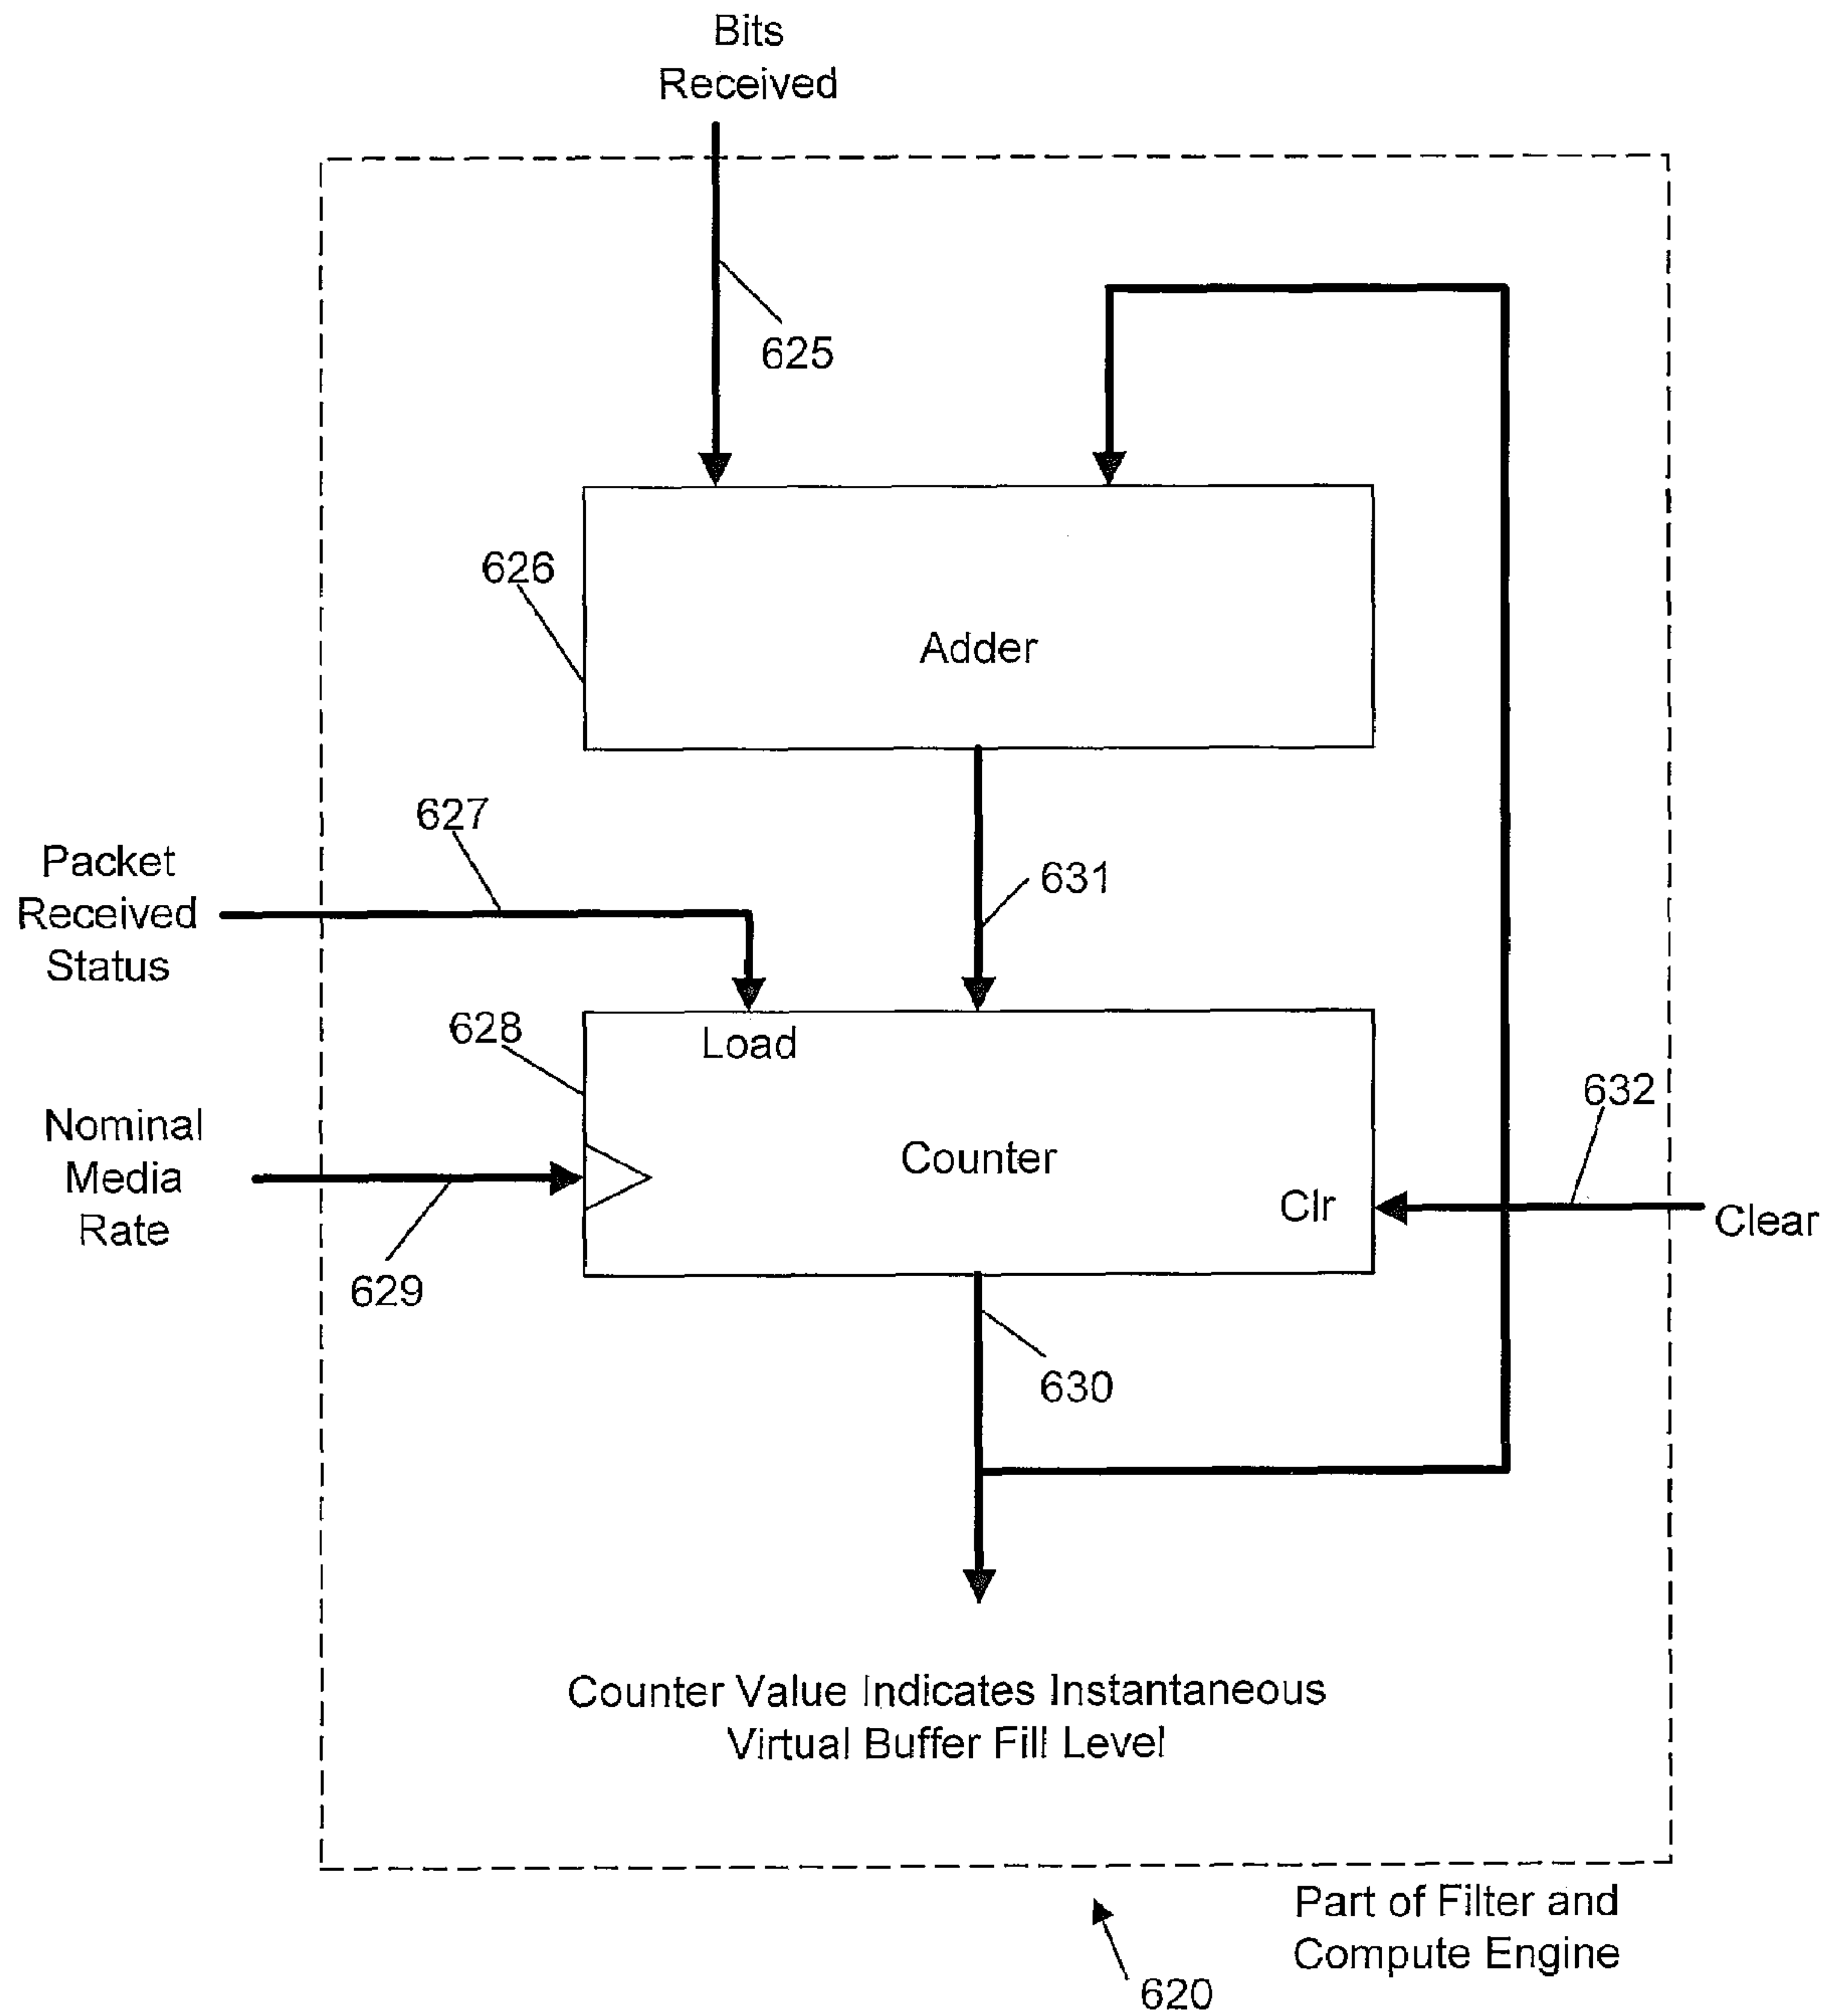 Bits
Received
625
626
Adder
627
Packet
Received
Status
631
628
Load
Nominal
Media
Rate
Counter
632
Clr
Clear
629
630
Counter Value Indicates Instantaneous
Virtual Buffer Fill Level
Part of Filter and
Compute Engine
620